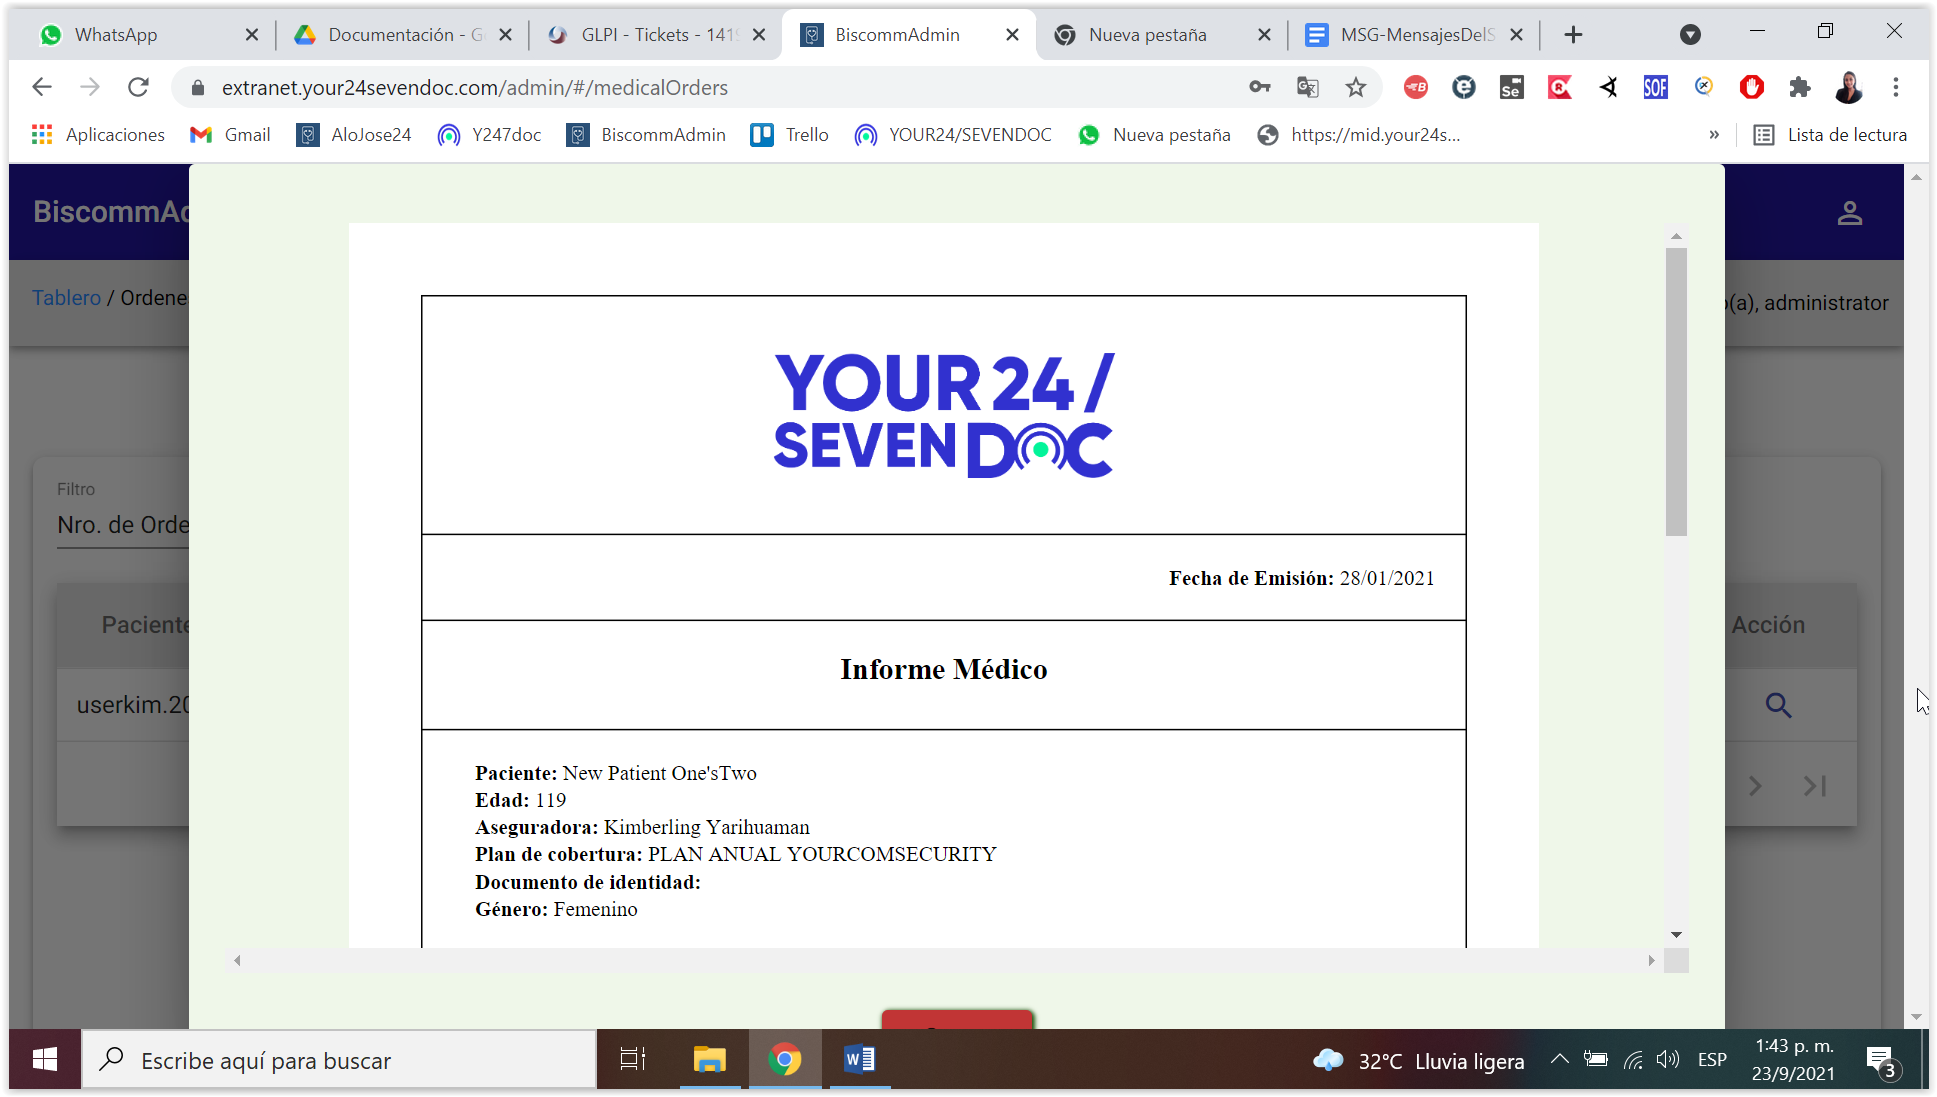 WhatsApp
Documentación - G
GLPI - Tickets - 141
BiscommAdmin
Nueva pestaña
MSG-MensajesDelS
extranet.your24sevendoc.com/admin/#/medicalOrders
Se
SOF
Aplicaciones
Gmail
AloJose24
Y247doc
BiscommAdmin
Trello
YOUR24/SEVENDOC
Nueva pestaña
https://mid.your24s...
»
Lista de lectura
BiscommAd
Tablero / Ordene
(a), administrator
YOUR 24 /
SEVEN DOC
Filtro
Nro. de Orde
Fecha de Emisión: 28/01/2021
Paciente
Acción
Informe Médico
userkim.20
Paciente: New Patient One'sTwo
Edad: 119
Aseguradora: Kimberling Yarihuaman
Plan de cobertura: PLAN ANUAL YOURCOMSECURITY
Documento de identidad:
Género: Femenino
Escribe aquí para buscar
32°C Lluvia ligera
ESP
1:43 p. m.
23/9/2021
3